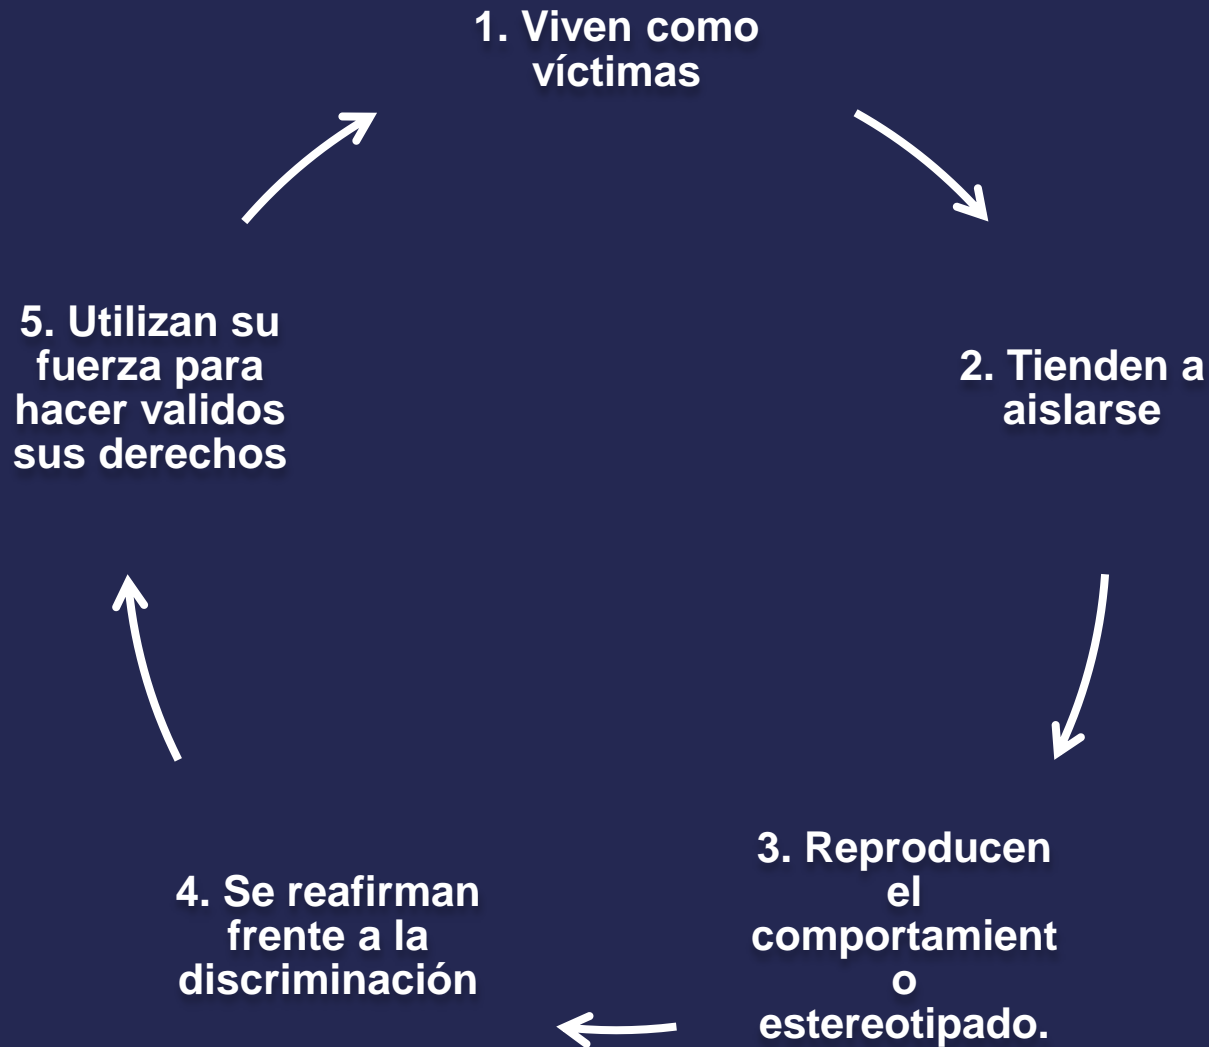 1. Viven como
víctimas
2. Tienden a
aislarse
3. Reproducen
el
comportamient
o
estereotipado.
4. Se reafirman
frente a la
discriminación
5. Utilizan su
fuerza para
hacer validos
sus derechos